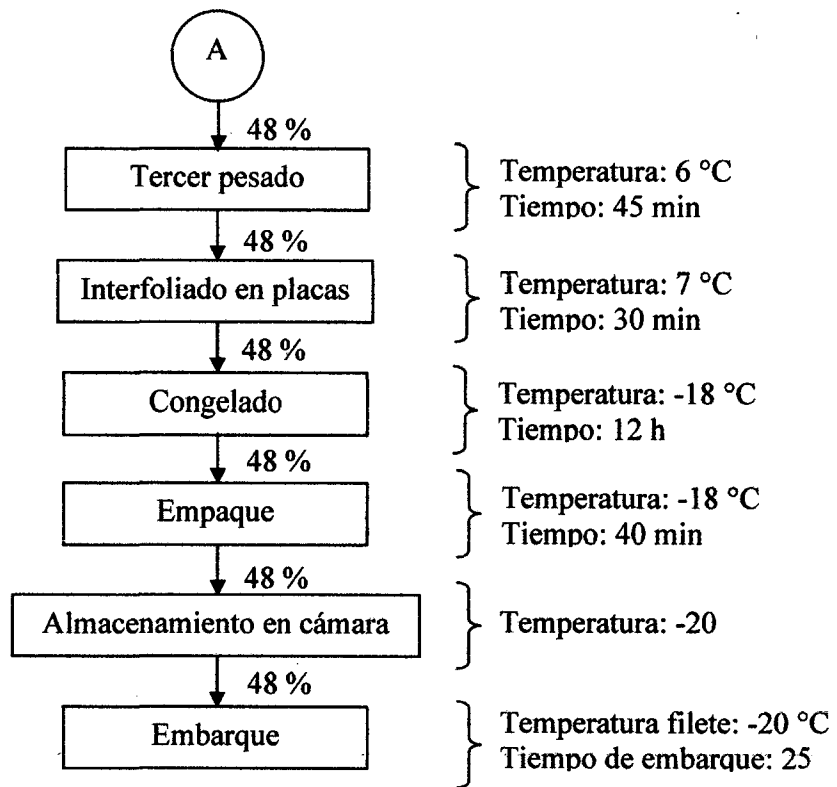 A
48 %
Tercer pesado
Temperatura: 6 °C
Tiempo: 45 min
48 %
Interfoliado en placas
Temperatura: 7 °C
Tiempo: 30 min
48 %
Congelado
Temperatura: -18 °C
Tiempo: 12 h
48 %
Empaque
Temperatura: -18 °C
Tiempo: 40 min
48 %
Almacenamiento en cámara
Temperatura: -20
48 %
Embarque
Temperatura filete: -20 °C
Tiempo de embarque: 25